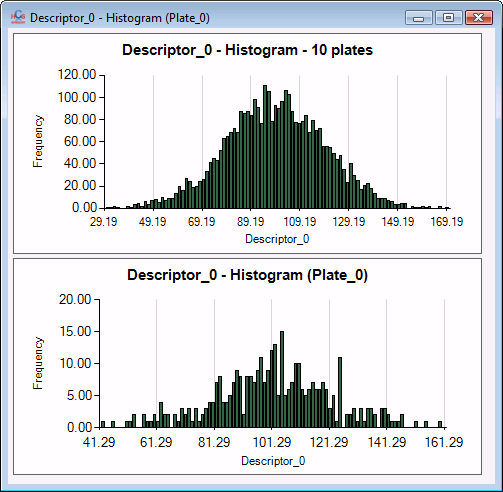 HCS Descriptor_0 - Histogram (Plate_0)
Descriptor_0 - Histogram - 10 plates
120.00
100.00
80.00
60.00
40.00
20.00
0.00
Frequency
29.19 49.19 69.19 89.19 109.19 129.19 149.19 169.19
Descriptor_0
Descriptor_0 - Histogram (Plate_0)
20.00
15.00
10.00
5.00
0.00
Frequency
41.29 61.29 81.29 101.29 121.29 141.29 161.29
Descriptor_0